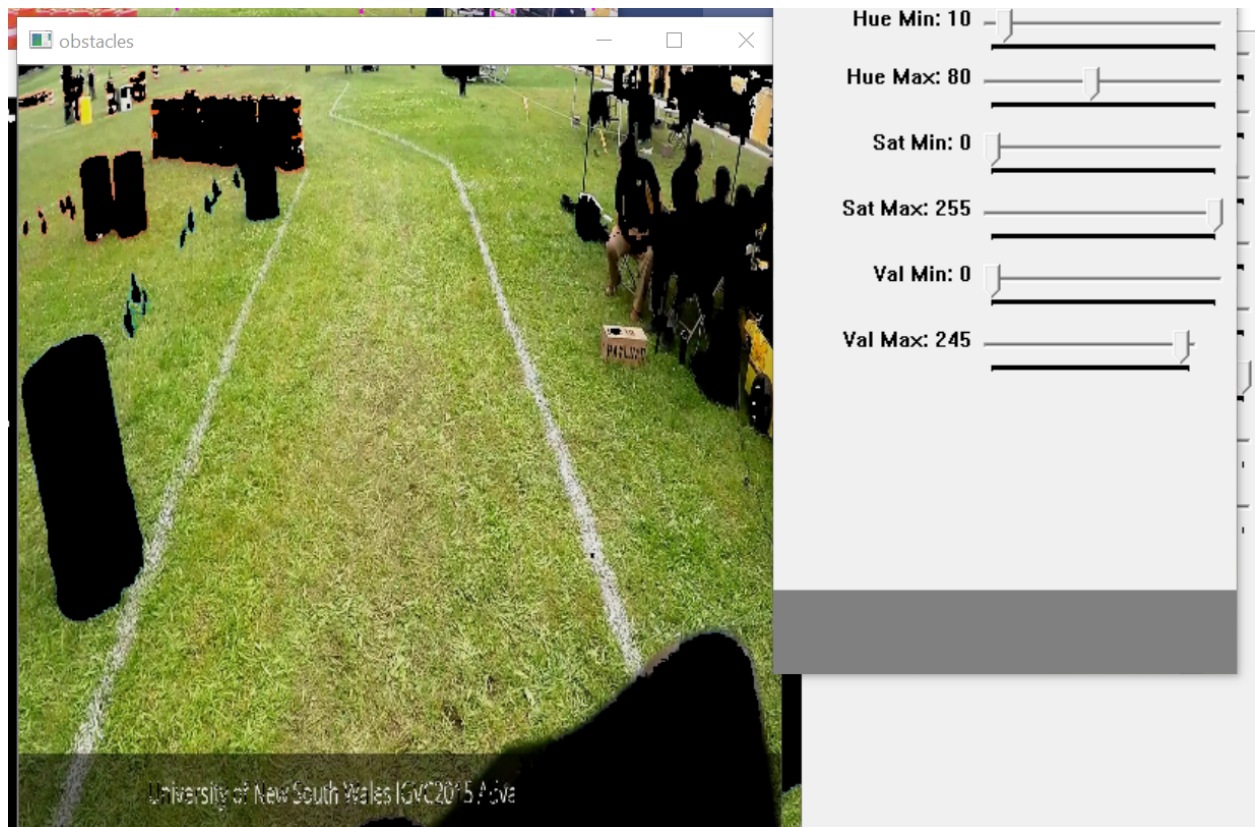 obstacles
Hue Min: 10
Hue Max: 80
Sat Min: 0
Sat Max: 255
Val Min: 0
Val Max: 245
University of New South Wales IGVC2015 Adva